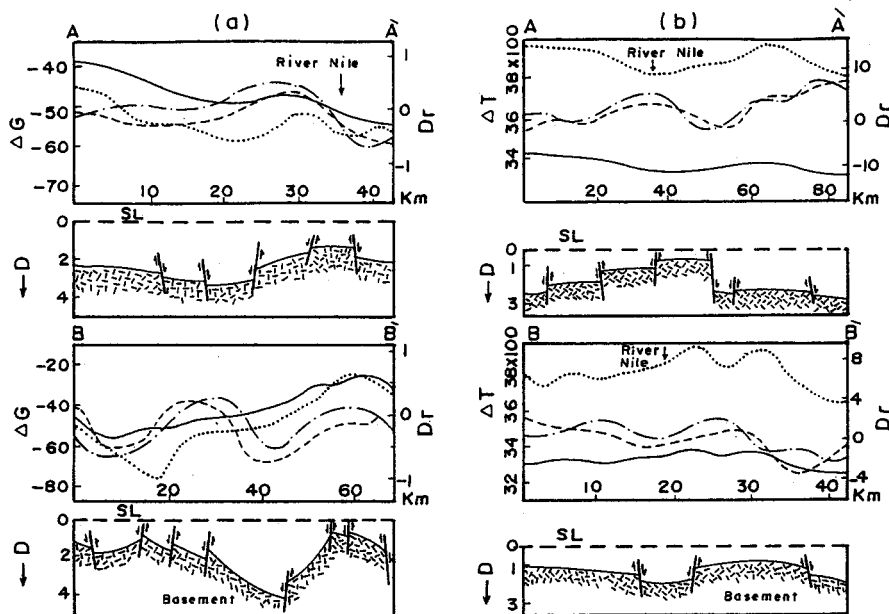 (a)
A A'
River Nile
ΔG
-40
-50
-60
-70
1
0
-1
Dr
10 20 30 40 Km
SL
0
2
4
← D
B B'
ΔG
-20
-40
-60
-80
1
0
-1
Dr
20 40 60 Km
SL
0
2
4
← D
Basement
(b)
A A'
River Nile
ΔT
38x100
36
34
10
0
-10
Dr
20 40 60 80 Km
SL
0
1
3
← D
B B'
River
Nile
ΔT
38x100
36
34
32
8
4
0
-4
Dr
10 20 30 40 Km
SL
0
1
3
← D
Basement